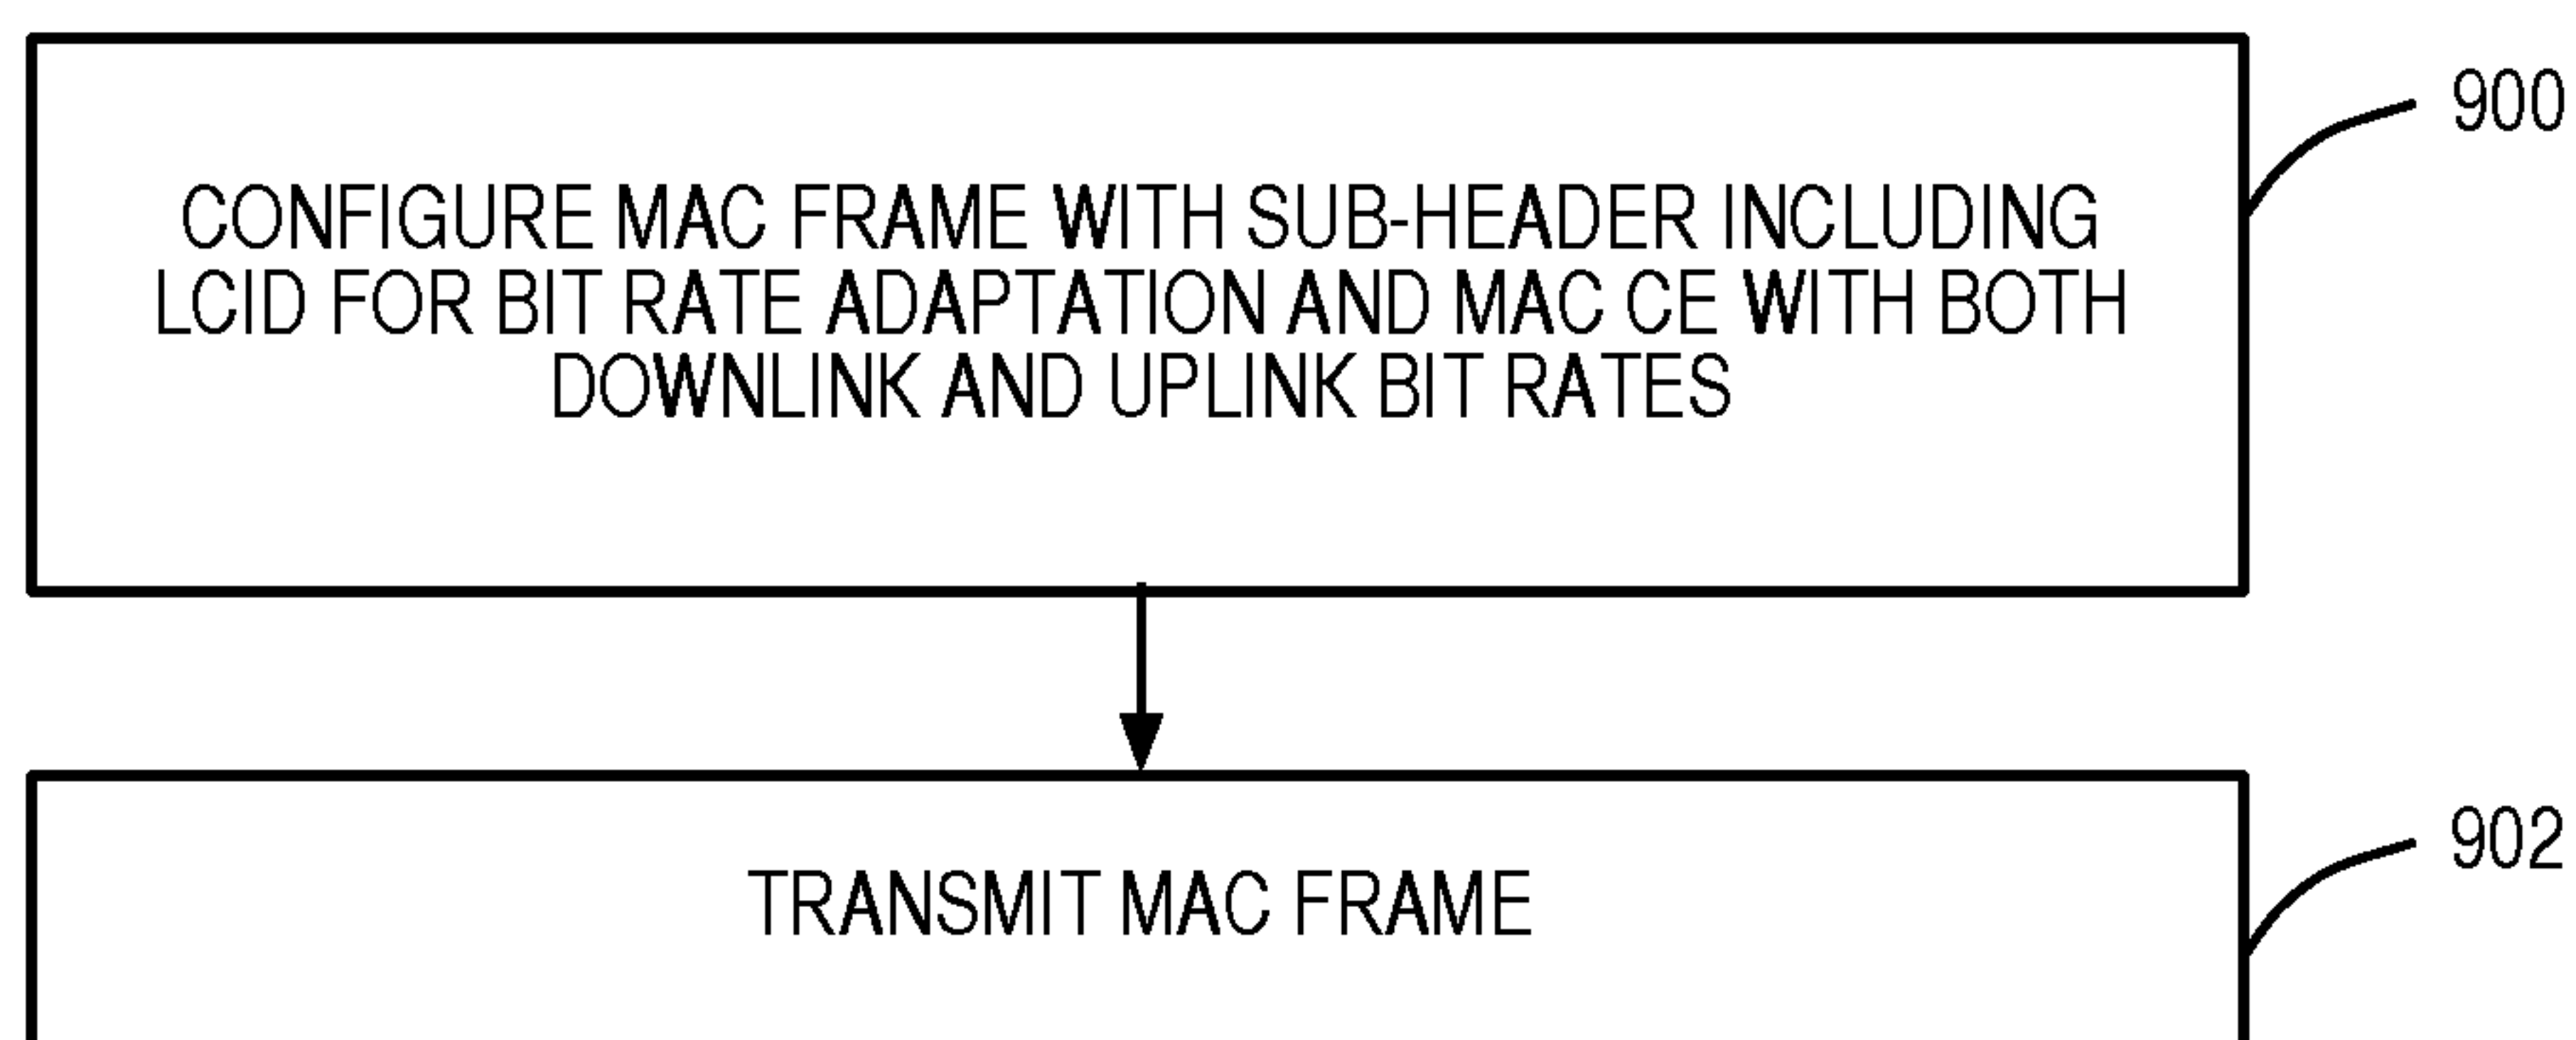 900
CONFIGURE MAC FRAME WITH SUB-HEADER INCLUDING
LCID FOR BIT RATE ADAPTATION AND MAC CE WITH BOTH
DOWNLINK AND UPLINK BIT RATES
902
TRANSMIT MAC FRAME